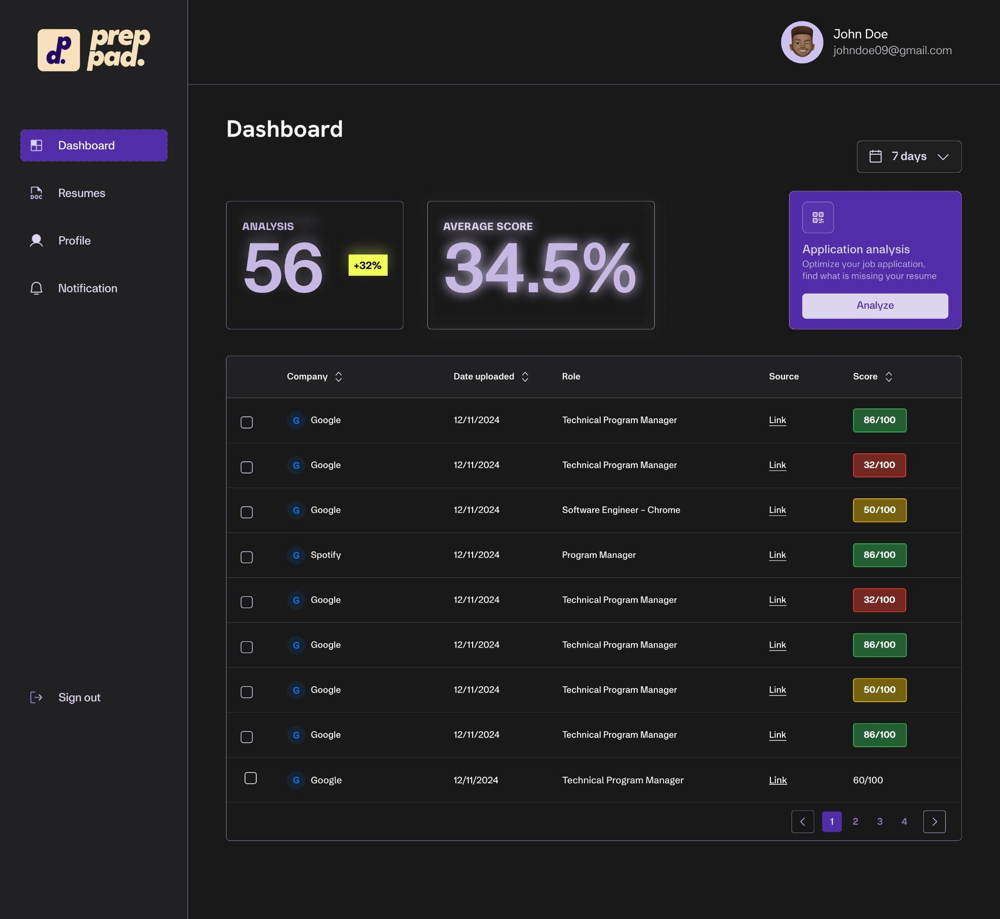 dp.
prep
pad.
John Doe
johndoe09@gmail.com
Dashboard
Resumes
DOC
Profile
Notification
Sign out
Dashboard
7 days
ANALYSIS
56
+32%
AVERAGE SCORE
34.5%
Application analysis
Optimize your job application,
find what is missing your resume
Analyze
Company Date uploaded Role Source Score
G Google 12/11/2024 Technical Program Manager Link 86/100
G Google 12/11/2024 Technical Program Manager Link 32/100
G Google 12/11/2024 Software Engineer – Chrome Link 50/100
G Spotify 12/11/2024 Program Manager Link 86/100
G Google 12/11/2024 Technical Program Manager Link 32/100
G Google 12/11/2024 Technical Program Manager Link 86/100
G Google 12/11/2024 Technical Program Manager Link 50/100
G Google 12/11/2024 Technical Program Manager Link 86/100
G Google 12/11/2024 Technical Program Manager Link 60/100
1 2 3 4